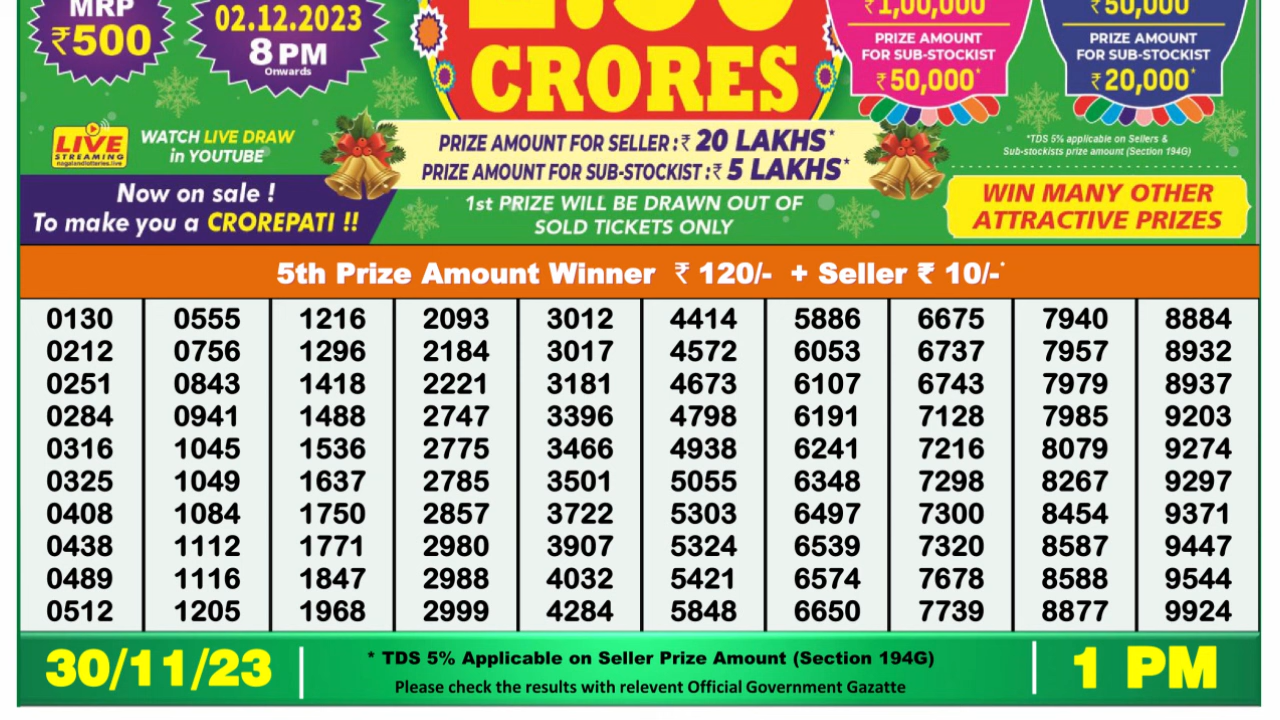 MRP
₹500
02.12.2023
8 PM
Onwards
CRORES
₹1,00,000
PRIZE AMOUNT
FOR SUB-STOCKIST
₹50,000*
₹50,000
PRIZE AMOUNT
FOR SUB-STOCKIST
₹20,000*
LIVE
STREAMING
nagalandlotteries.live
WATCH LIVE DRAW
in YOUTUBE
PRIZE AMOUNT FOR SELLER :₹ 20 LAKHS*
PRIZE AMOUNT FOR SUB-STOCKIST :₹ 5 LAKHS*
*TDS 5% applicable on Sellers &
Sub-stockists prize amount (Section 194G)
Now on sale !
To make you a CROREPATI !!
1st PRIZE WILL BE DRAWN OUT OF
SOLD TICKETS ONLY
WIN MANY OTHER
ATTRACTIVE PRIZES
5th Prize Amount Winner ₹ 120/- + Seller ₹ 10/-*
0130 0555 1216 2093 3012 4414 5886 6675 7940 8884
0212 0756 1296 2184 3017 4572 6053 6737 7957 8932
0251 0843 1418 2221 3181 4673 6107 6743 7979 8937
0284 0941 1488 2747 3396 4798 6191 7128 7985 9203
0316 1045 1536 2775 3466 4938 6241 7216 8079 9274
0325 1049 1637 2785 3501 5055 6348 7298 8267 9297
0408 1084 1750 2857 3722 5303 6497 7300 8454 9371
0438 1112 1771 2980 3907 5324 6539 7320 8587 9447
0489 1116 1847 2988 4032 5421 6574 7678 8588 9544
0512 1205 1968 2999 4284 5848 6650 7739 8877 9924
30/11/23
* TDS 5% Applicable on Seller Prize Amount (Section 194G)
Please check the results with relevent Official Government Gazatte
1 PM